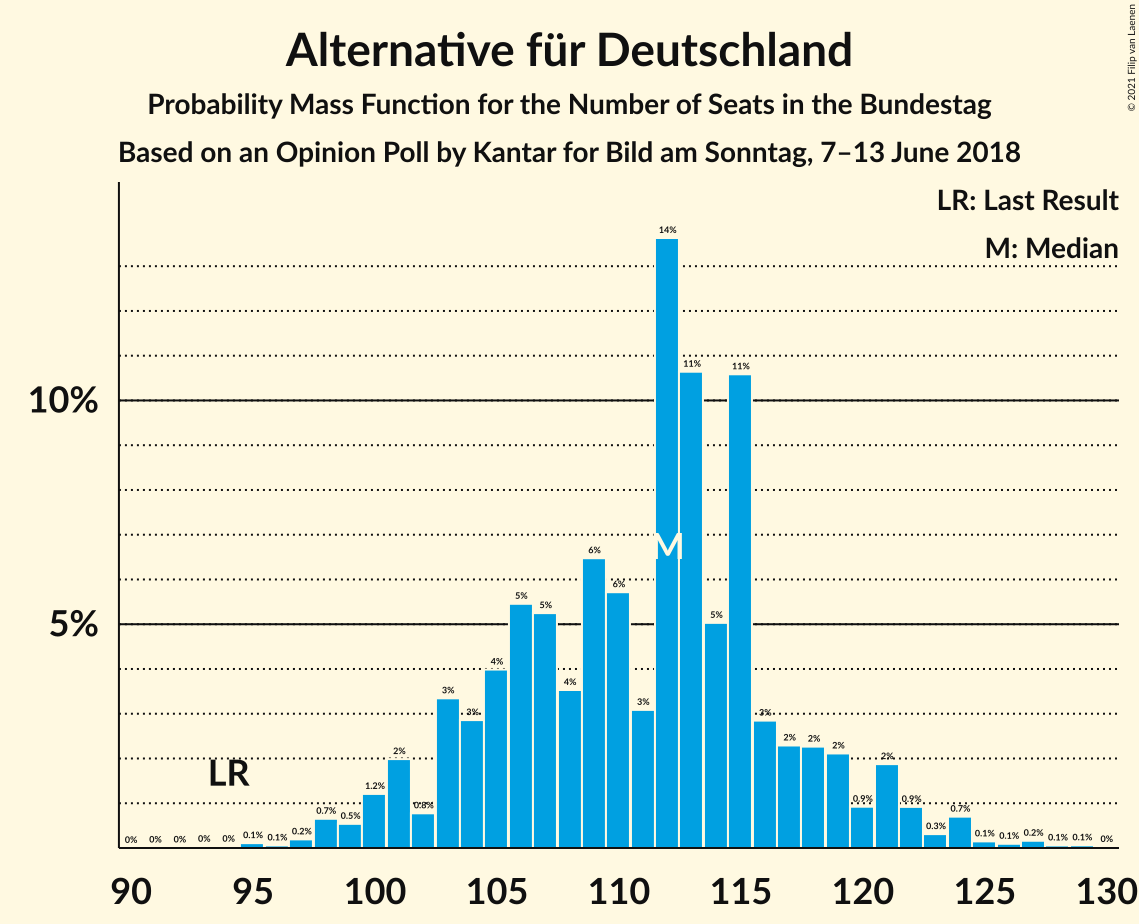 Alternative für Deutschland
Probability Mass Function for the Number of Seats in the Bundestag
Based on an Opinion Poll by Kantar for Bild am Sonntag, 7–13 June 2018
© 2021 Filip van Laenen
LR: Last Result
M: Median
10%
5%
LR
M
0% 0% 0% 0% 0% 0.1% 0.1% 0.2% 0.7% 0.5% 1.2% 2% 0.8% 3% 3% 4% 5% 5% 4% 6% 6% 3% 14% 11% 5% 11% 3% 2% 2% 2% 0.9% 2% 0.9% 0.3% 0.7% 0.1% 0.1% 0.2% 0.1% 0.1% 0%
90 95 100 105 110 115 120 125 130